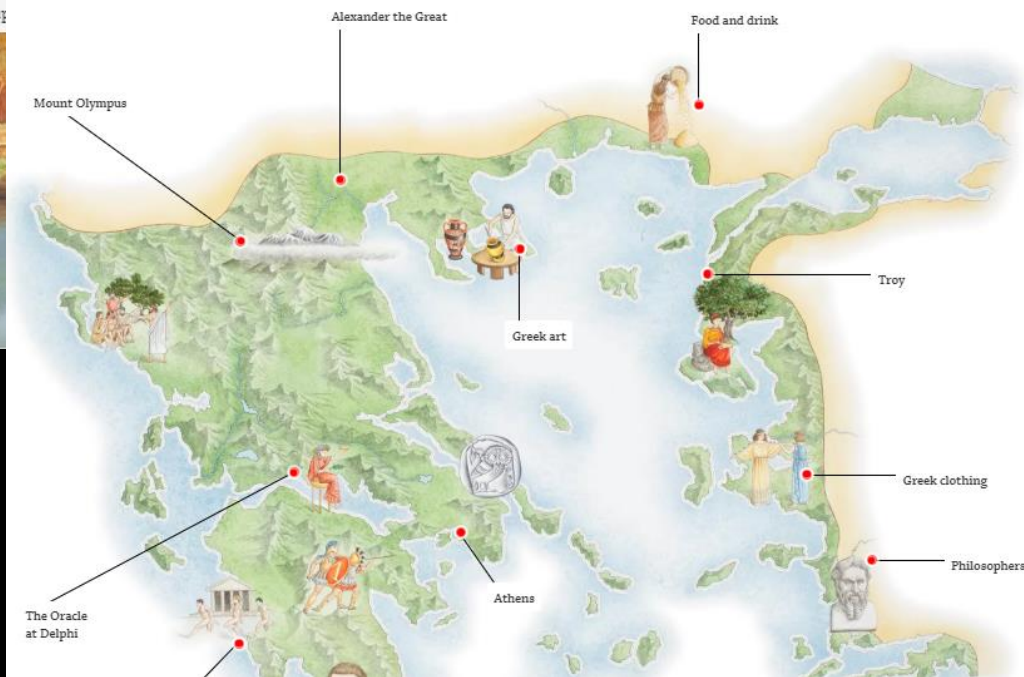 Alexander the Great
Food and drink
Mount Olympus
Troy
Greek art
Greek clothing
Philosophers
Athens
The Oracle
at Delphi